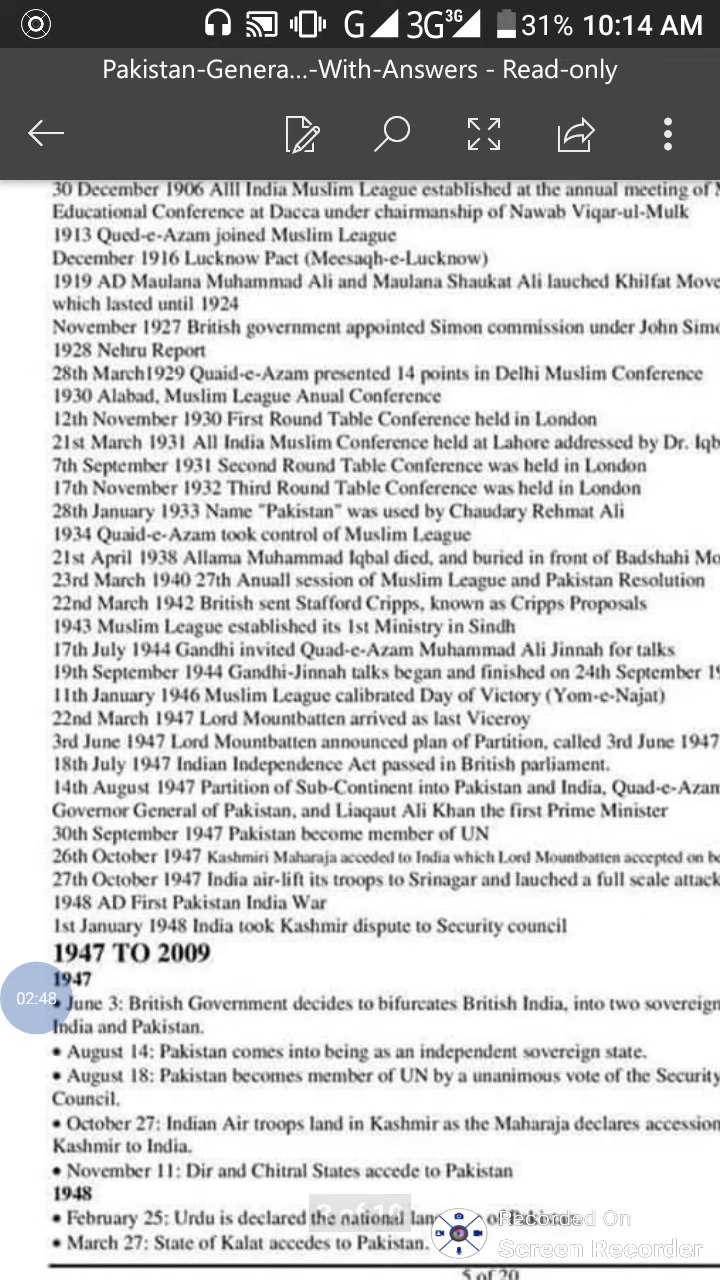 G 3G 3G 31% 10:14 AM
Pakistan-Genera...-With-Answers - Read-only
30 December 1906 AllI India Muslim League established at the annual meeting of
Educational Conference at Dacca under chairmanship of Nawab Viqar-ul-Mulk
1913 Qued-e-Azam joined Muslim League
December 1916 Lucknow Pact (Meesaqh-e-Lucknow)
1919 AD Maulana Muhammad Ali and Maulana Shaukat Ali lauched Khilfat Move
which lasted until 1924
November 1927 British government appointed Simon commission under John Simo
1928 Nehru Report
28th March1929 Quaid-e-Azam presented 14 points in Delhi Muslim Conference
1930 Alabad, Muslim League Anual Conference
12th November 1930 First Round Table Conference held in London
21st March 1931 All India Muslim Conference held at Lahore addressed by Dr. Iqb
7th September 1931 Second Round Table Conference was held in London
17th November 1932 Third Round Table Conference was held in London
28th January 1933 Name "Pakistan" was used by Chaudary Rehmat Ali
1934 Quaid-e-Azam took control of Muslim League
21st April 1938 Allama Muhammad Iqbal died, and buried in front of Badshahi Mo
23rd March 1940 27th Anuall session of Muslim League and Pakistan Resolution
22nd March 1942 British sent Stafford Cripps, known as Cripps Proposals
1943 Muslim League established its 1st Ministry in Sindh
17th July 1944 Gandhi invited Quad-e-Azam Muhammad Ali Jinnah for talks
19th September 1944 Gandhi-Jinnah talks began and finished on 24th September 19
11th January 1946 Muslim League calibrated Day of Victory (Yom-e-Najat)
22nd March 1947 Lord Mountbatten arrived as last Viceroy
3rd June 1947 Lord Mountbatten announced plan of Partition, called 3rd June 1947
18th July 1947 Indian Independence Act passed in British parliament.
14th August 1947 Partition of Sub-Continent into Pakistan and India, Quad-e-Azam
Governor General of Pakistan, and Liaqaut Ali Khan the first Prime Minister
30th September 1947 Pakistan become member of UN
26th October 1947 Kashmiri Maharaja acceded to India which Lord Mountbatten accepted on be
27th October 1947 India air-lift its troops to Srinagar and lauched a full scale attack
1948 AD First Pakistan India War
1st January 1948 India took Kashmir dispute to Security council
1947 TO 2009
1947
02:48
• June 3: British Government decides to bifurcates British India, into two sovereign
India and Pakistan.
• August 14: Pakistan comes into being as an independent sovereign state.
• August 18: Pakistan becomes member of UN by a unanimous vote of the Security
Council.
• October 27: Indian Air troops land in Kashmir as the Maharaja declares accession
Kashmir to India.
• November 11: Dir and Chitral States accede to Pakistan
1948
• February 25: Urdu is declared the national lan of
• March 27: State of Kalat accedes to Pakistan.
Recorded On
Screen Recorder
5 of 20